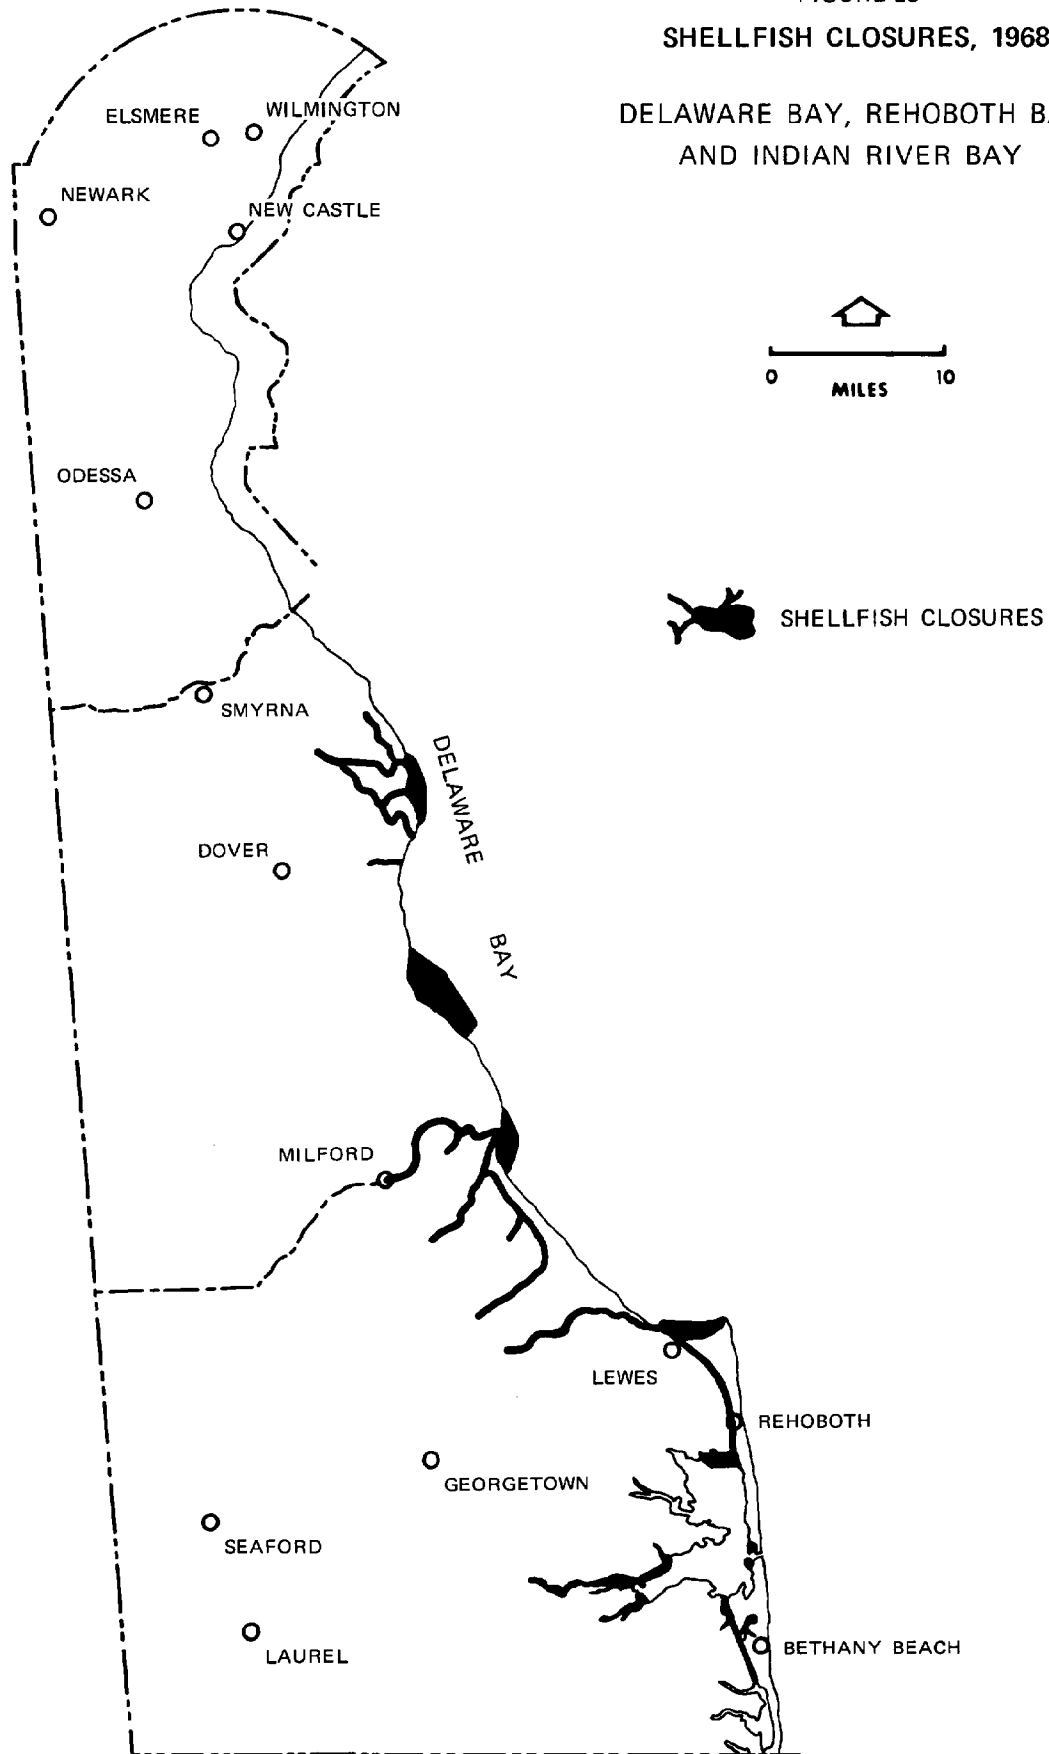 SHELLFISH CLOSURES, 1968
DELAWARE BAY, REHOBOTH
AND INDIAN RIVER BAY
ELSMERE
WILMINGTON
NEWARK
NEW CASTLE
0
10
MILES
ODESSA
SHELLFISH CLOSURES
SMYRNA
DELAWARE
BAY
DOVER
MILFORD
LEWES
REHOBOTH
GEORGETOWN
SEAFORD
LAUREL
BETHANY BEACH